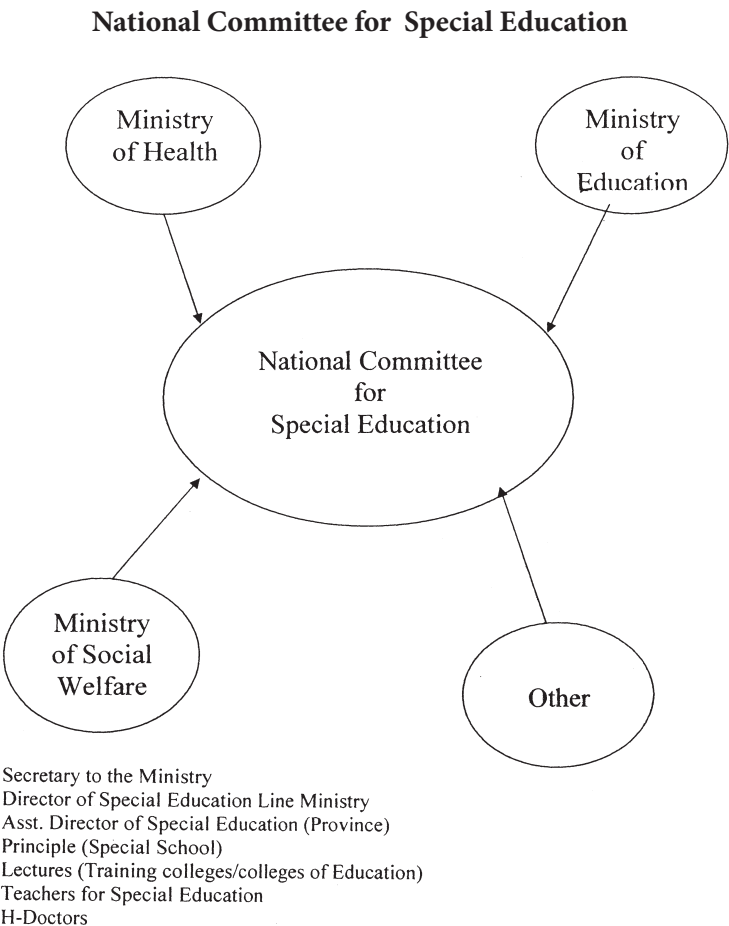 National Committee for Special Education
Ministry
of Health
Ministry
of
Education
National Committee
for
Special Education
Ministry
of Social
Welfare
Other
Secretary to the Ministry
Director of Special Education Line Ministry
Asst. Director of Special Education (Province)
Principle (Special School)
Lectures (Training colleges/colleges of Education)
Teachers for Special Education
H-Doctors